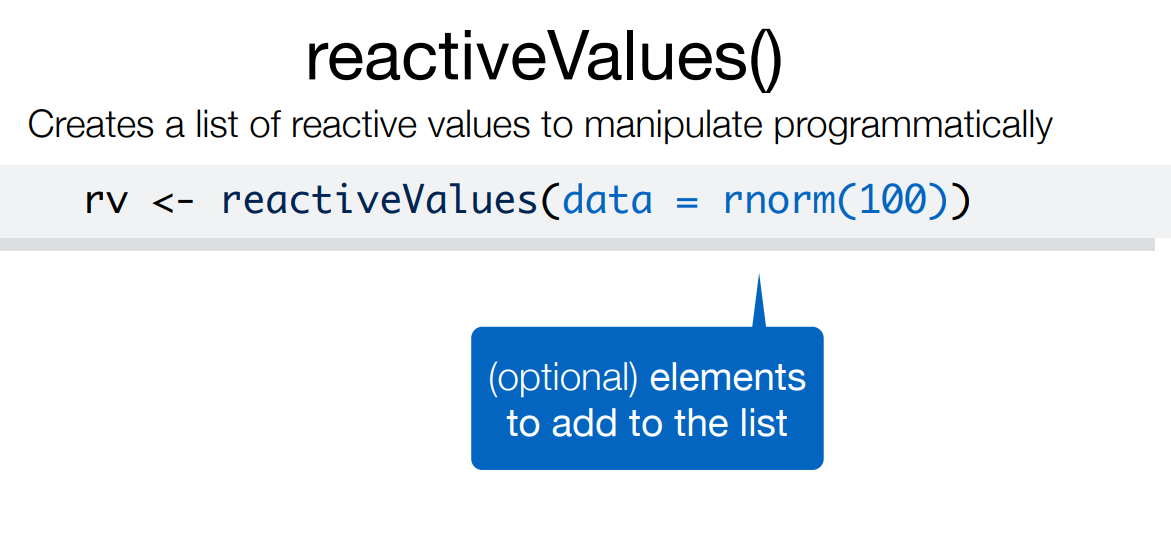 reactiveValues()
Creates a list of reactive values to manipulate programmatically
rv <- reactiveValues(data = rnorm(100))
(optional) elements
to add to the list